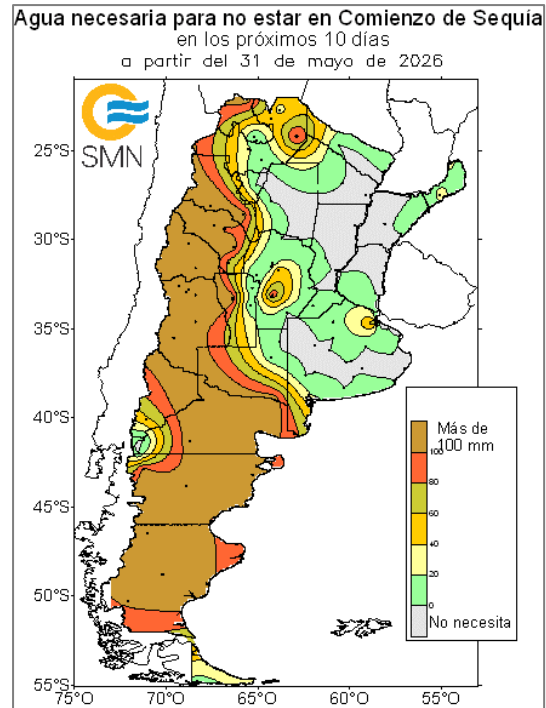 Agua necesaria para no estar en Comienzo de Sequía
en los próximos 10 días
a partir del 31 de mayo de 2026
SMN
25°S
30°S
35°S
40°S
45°S
50°S
55°S
75°O
70°O
65°O
60°O
55°O
Más de
100 mm
100
80
60
40
20
0
No necesita